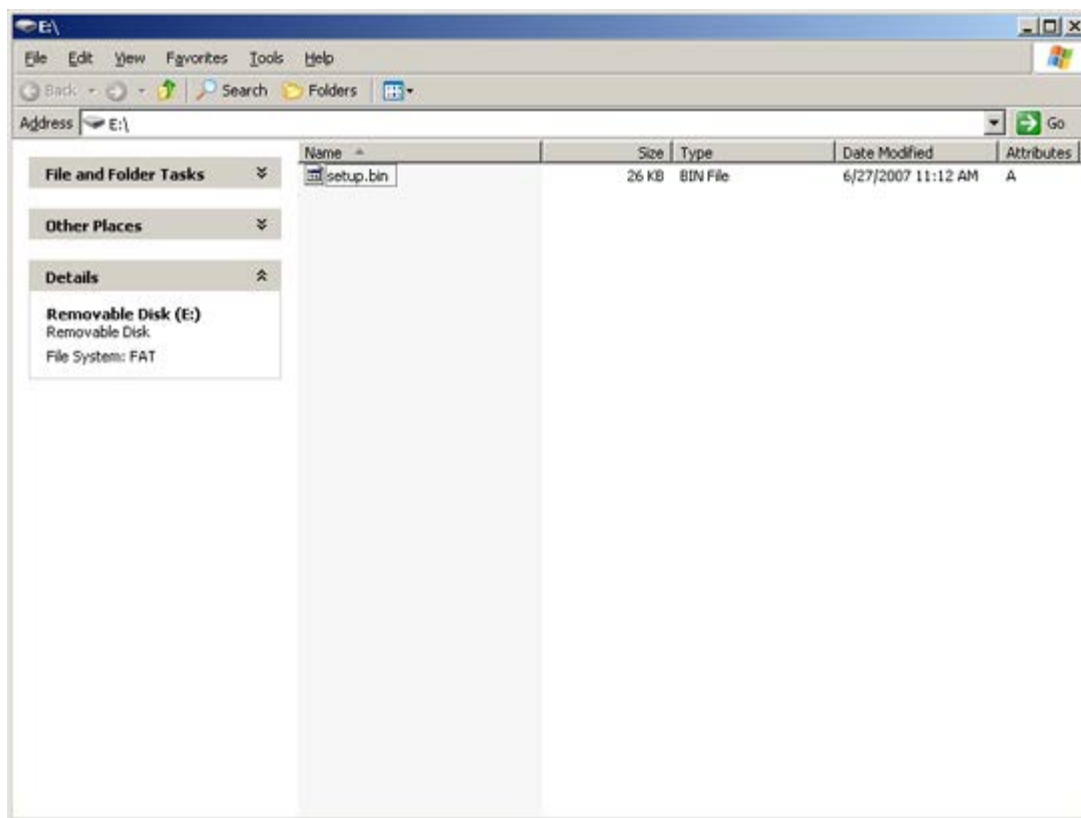 E:\
File Edit View Favorites Tools Help
Back Search Folders
Address E:\ Go
Name Size Type Date Modified Attributes
setup.bin 26 KB BIN File 6/27/2007 11:12 AM A
File and Folder Tasks
Other Places
Details
Removable Disk (E:)
Removable Disk
File System: FAT